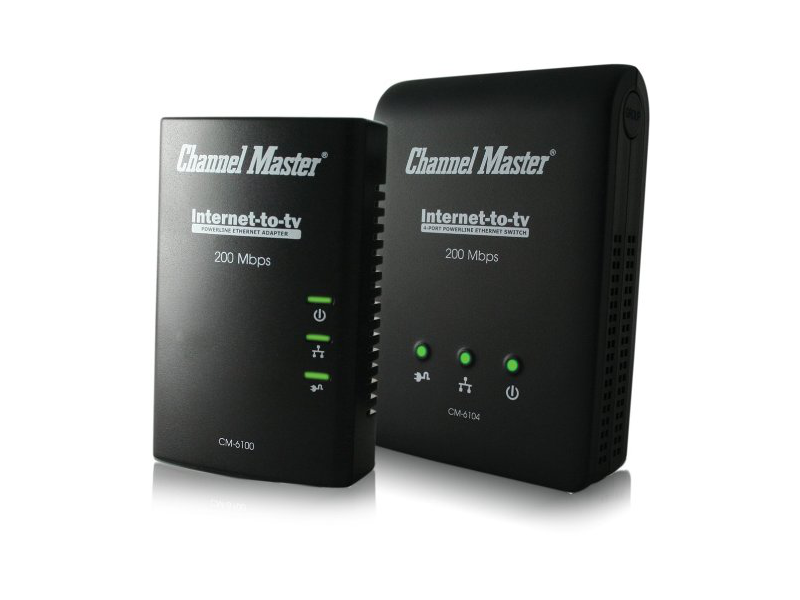 Channel Master®
Internet-to-tv
POWERLINE ETHERNET ADAPTER
200 Mbps
CM-6100
Channel Master®
Internet-to-tv
4-PORT POWERLINE ETHERNET SWITCH
200 Mbps
CM-6104